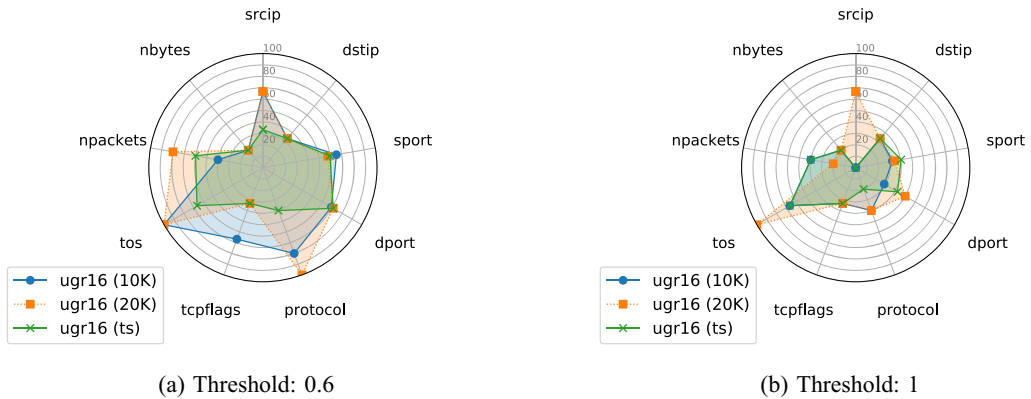 srcip
dstip
sport
dport
protocol
tcpflags
tos
npackets
nbytes
100
80
60
40
20
ugr16 (10K)
ugr16 (20K)
ugr16 (ts)
(a) Threshold: 0.6
srcip
dstip
sport
dport
protocol
tcpflags
tos
npackets
nbytes
100
80
60
40
20
ugr16 (10K)
ugr16 (20K)
ugr16 (ts)
(b) Threshold: 1